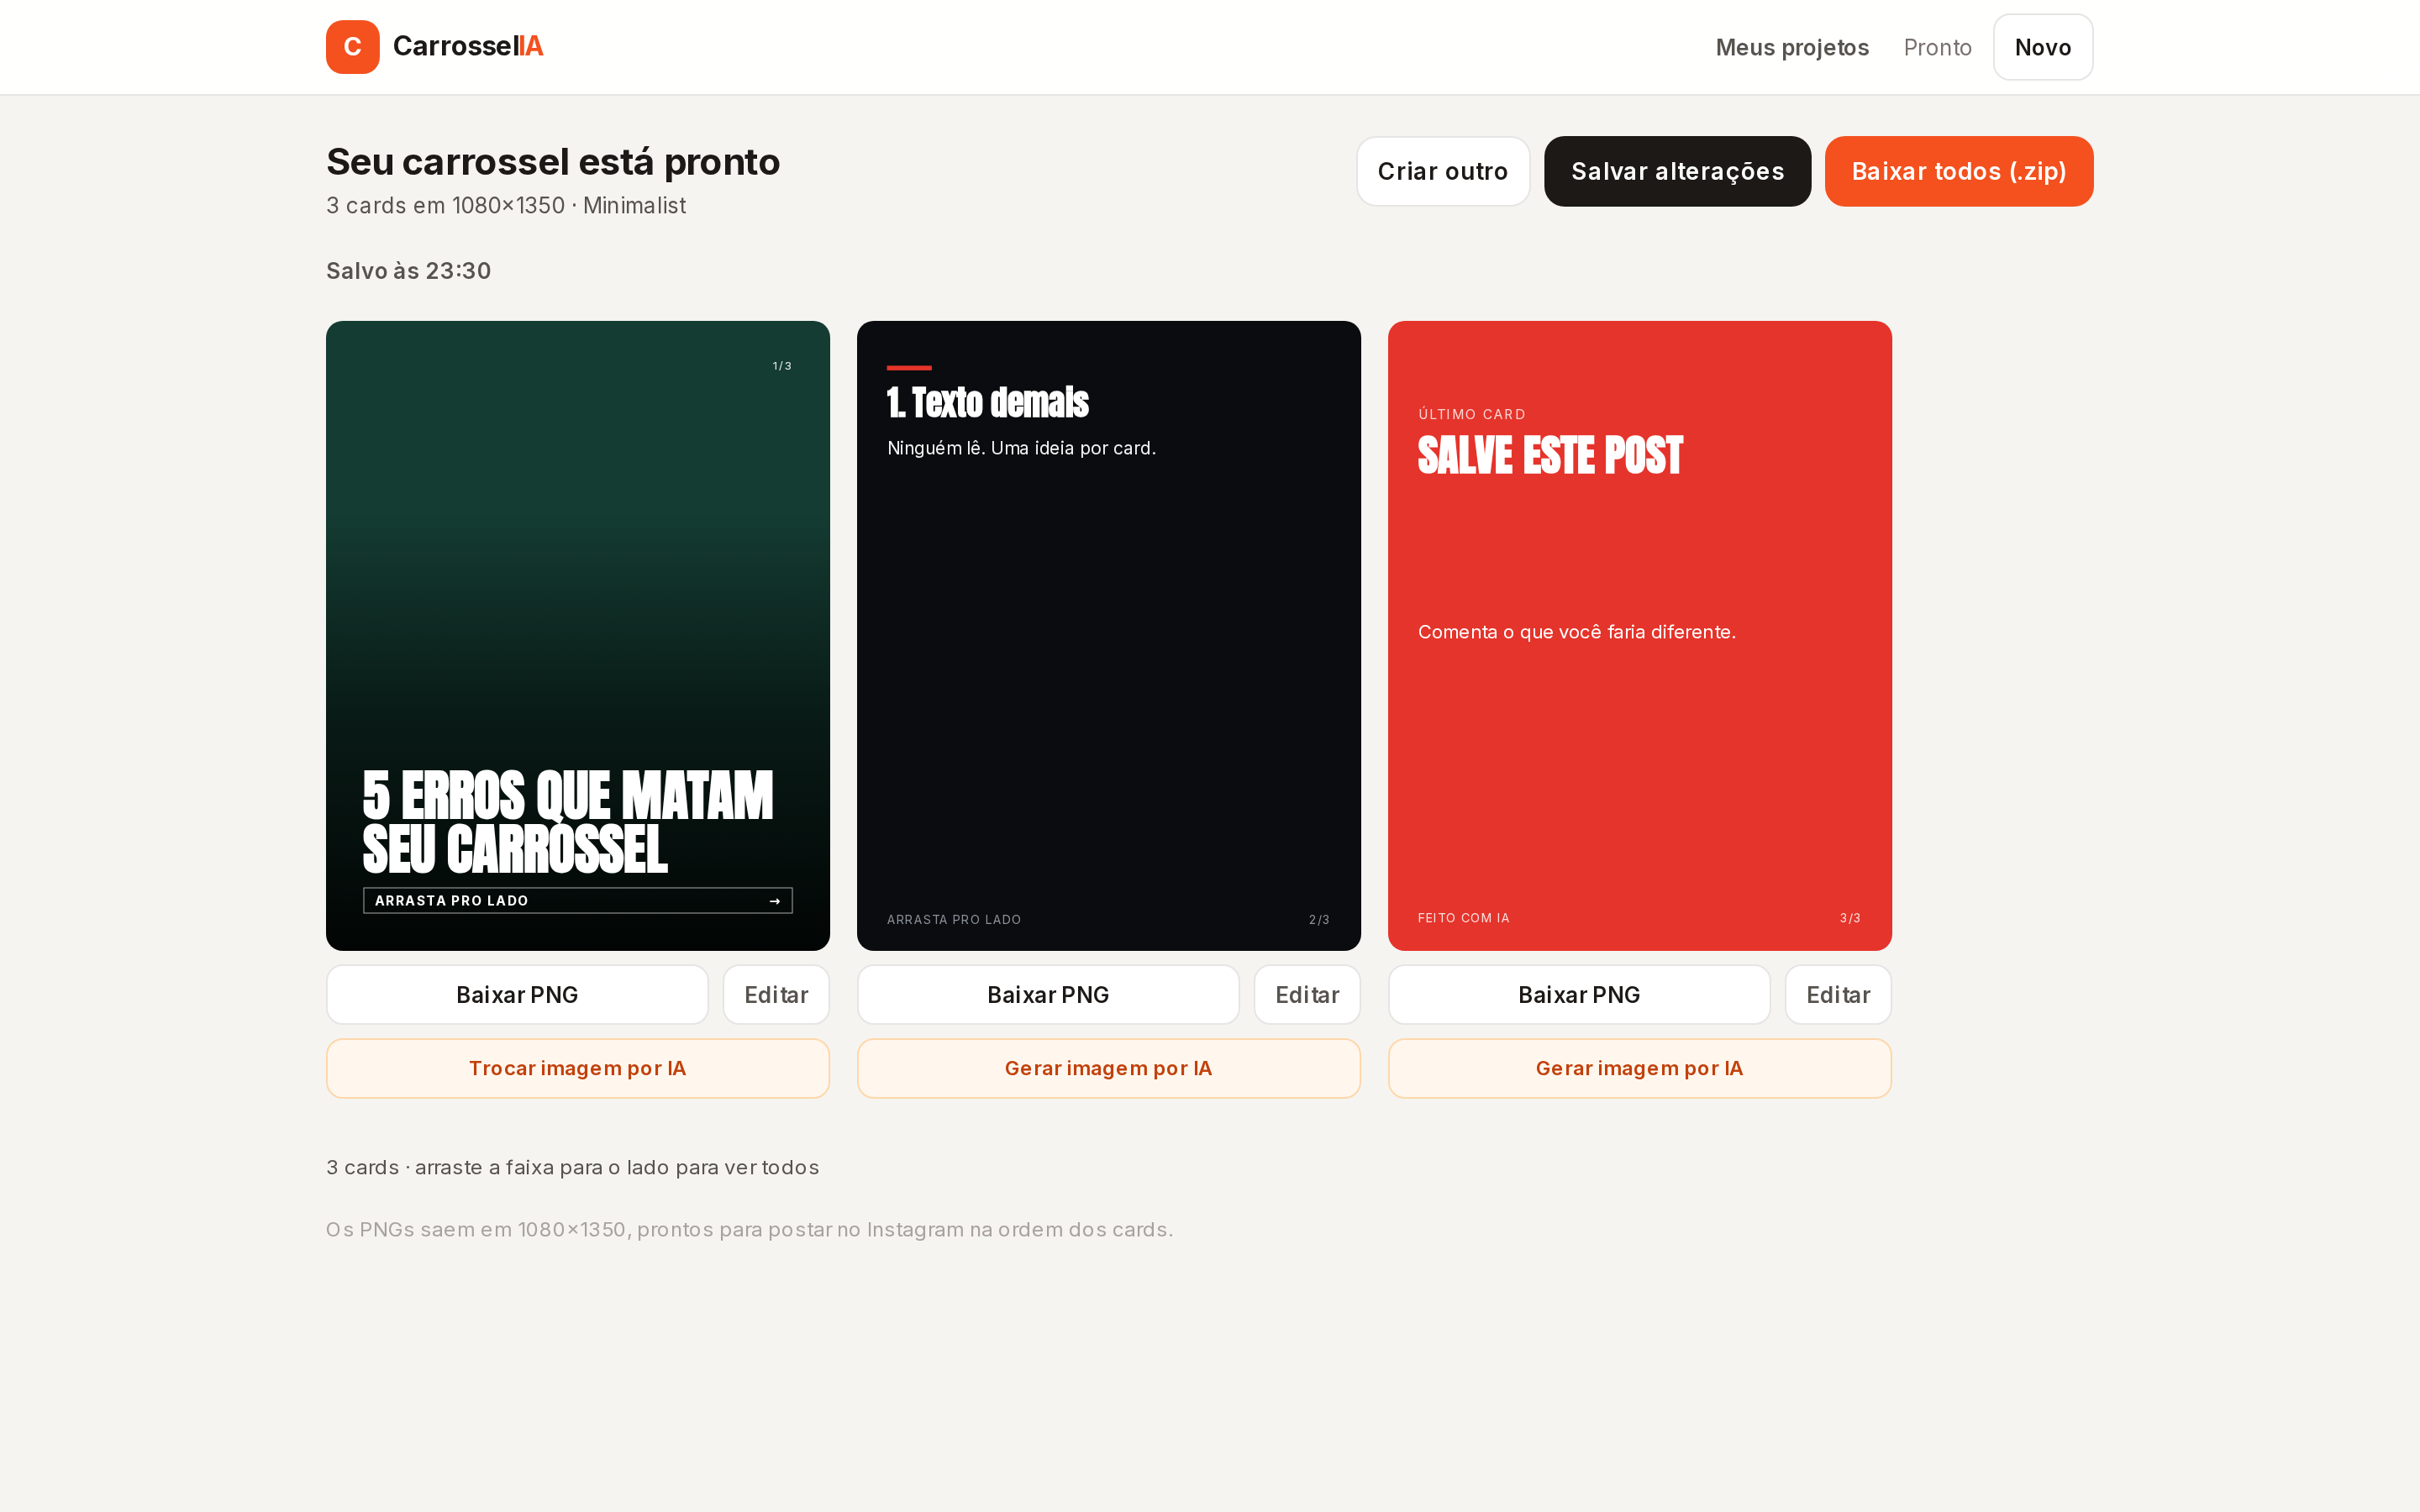 C CarrosselIA
Meus projetos Pronto Novo
Seu carrossel está pronto
Criar outro Salvar alterações Baixar todos (.zip)
3 cards em 1080×1350 · Minimalist
Salvo às 23:30
1/3
5 ERROS QUE MATAM
SEU CARROSSEL
ARRASTA PRO LADO →
1. Texto demais
Ninguém lê. Uma ideia por card.
ARRASTA PRO LADO 2/3
ÚLTIMO CARD
SALVE ESTE POST
Comenta o que você faria diferente.
FEITO COM IA 3/3
Baixar PNG Editar Baixar PNG Editar Baixar PNG Editar
Trocar imagem por IA Gerar imagem por IA Gerar imagem por IA
3 cards · arraste a faixa para o lado para ver todos
Os PNGs saem em 1080×1350, prontos para postar no Instagram na ordem dos cards.